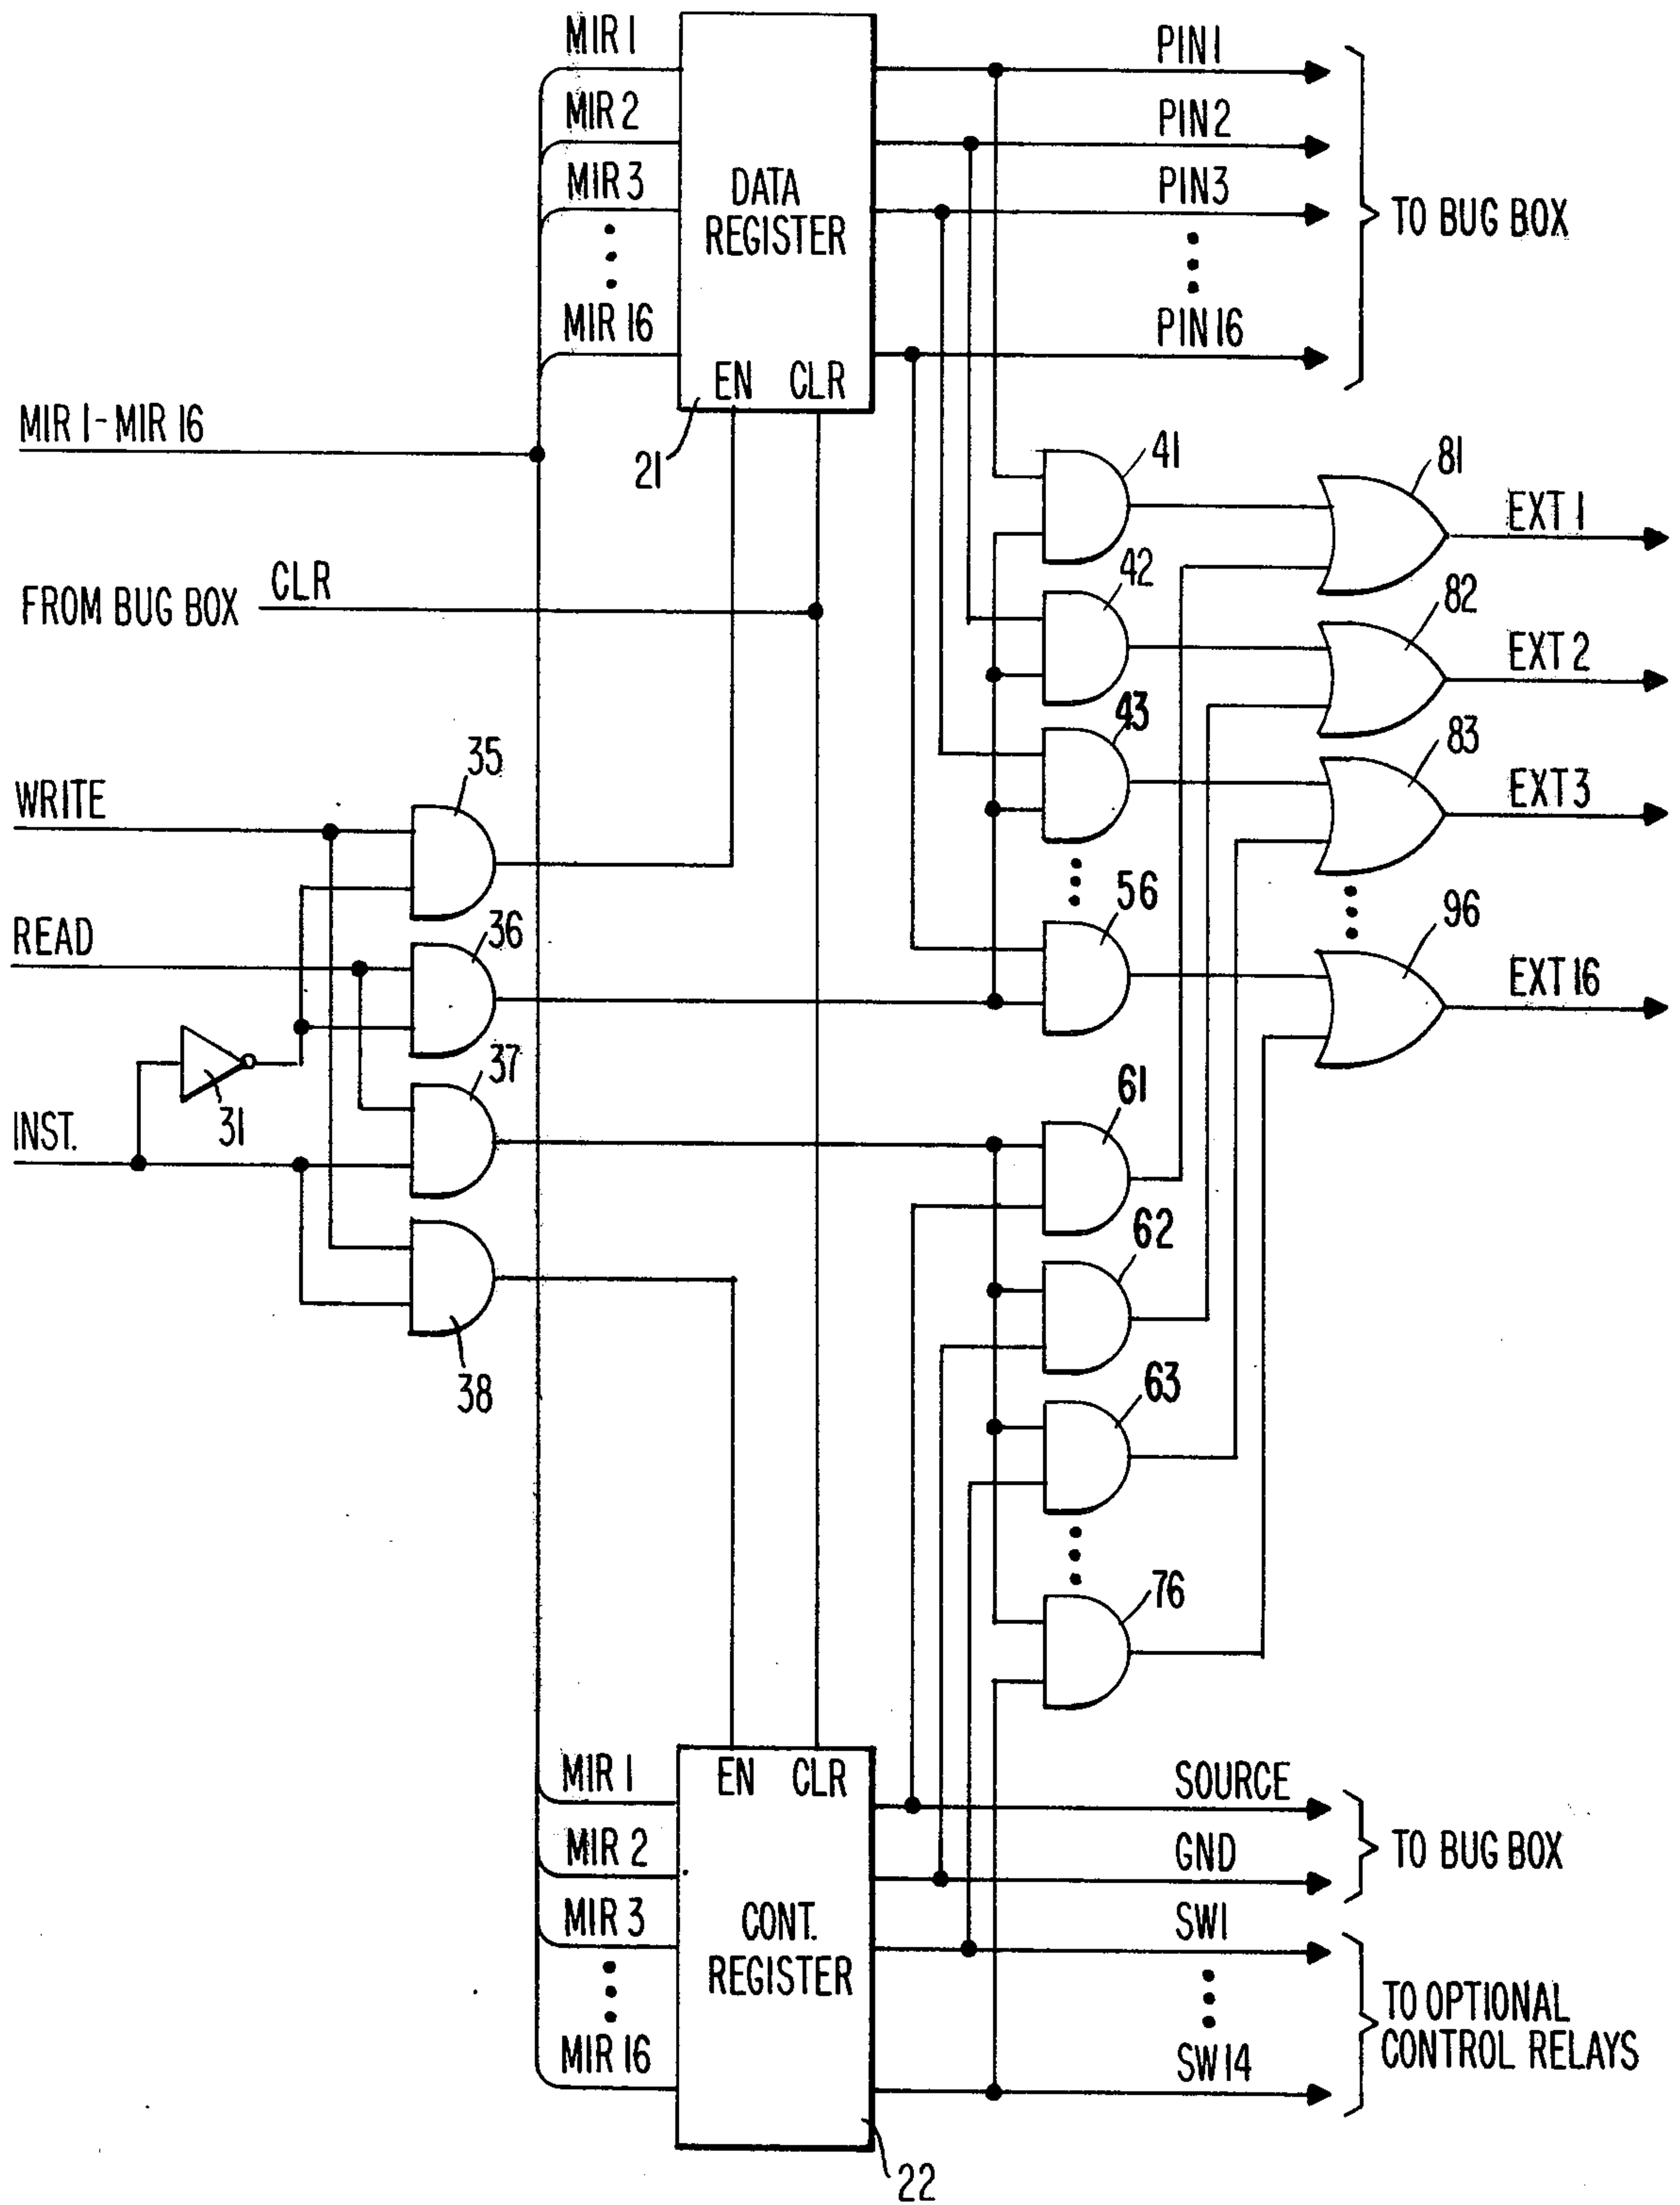 MIR 1
MIR 2
MIR 3
MIR 16
DATA
REGISTER
EN CLR
21
PIN 1
PIN 2
PIN 3
PIN 16
TO BUG BOX
MIR 1 - MIR 16
FROM BUG BOX CLR
WRITE
READ
INST.
31
35
36
37
38
41
42
43
56
61
62
63
76
81
82
83
96
EXT 1
EXT 2
EXT 3
EXT 16
MIR 1
MIR 2
MIR 3
MIR 16
EN CLR
CONT.
REGISTER
22
SOURCE
GND
SW1
SW14
TO BUG BOX
TO OPTIONAL
CONTROL RELAYS